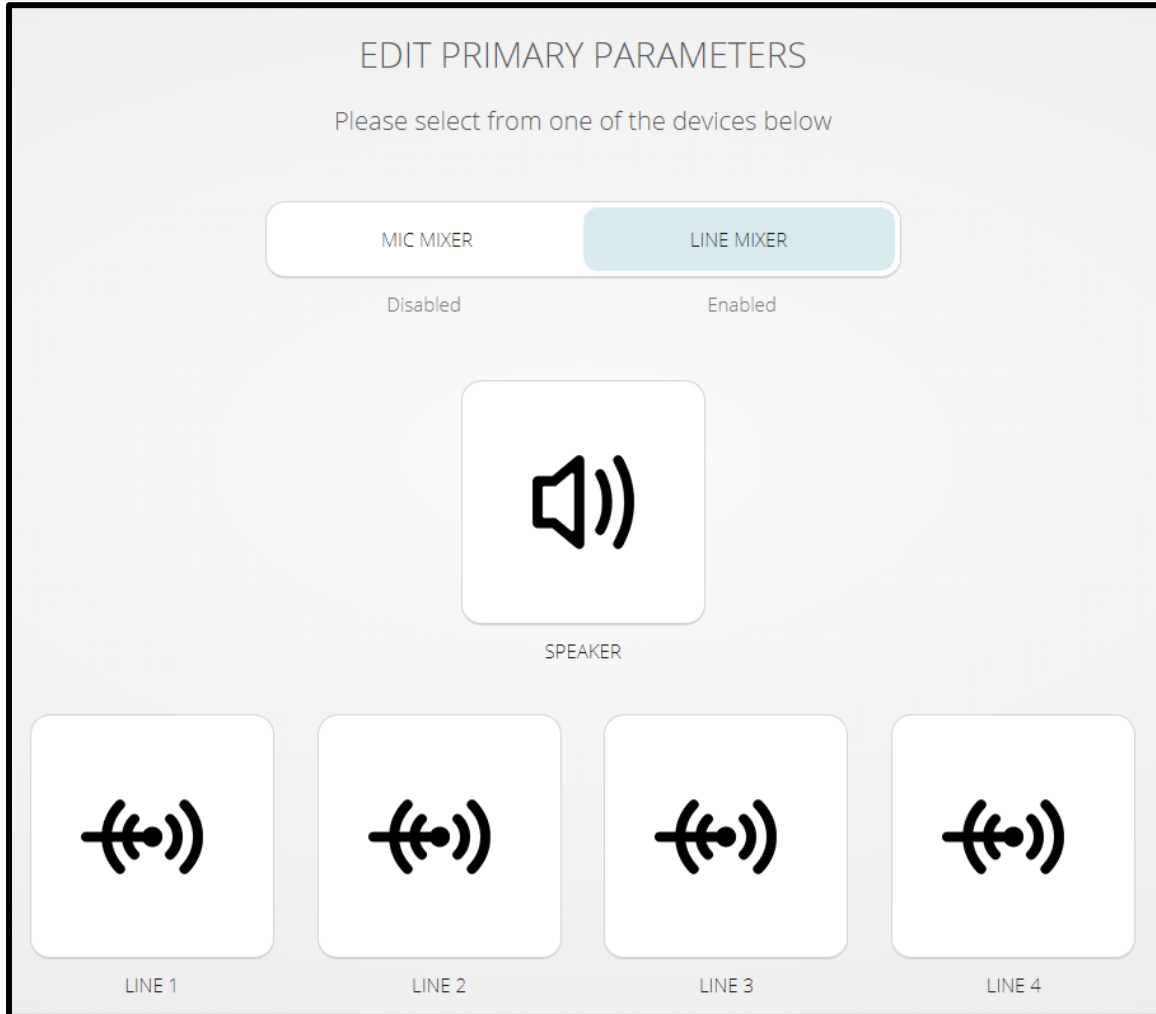 EDIT PRIMARY PARAMETERS
Please select from one of the devices below
MIC MIXER LINE MIXER
Disabled Enabled
SPEAKER
LINE 1 LINE 2 LINE 3 LINE 4